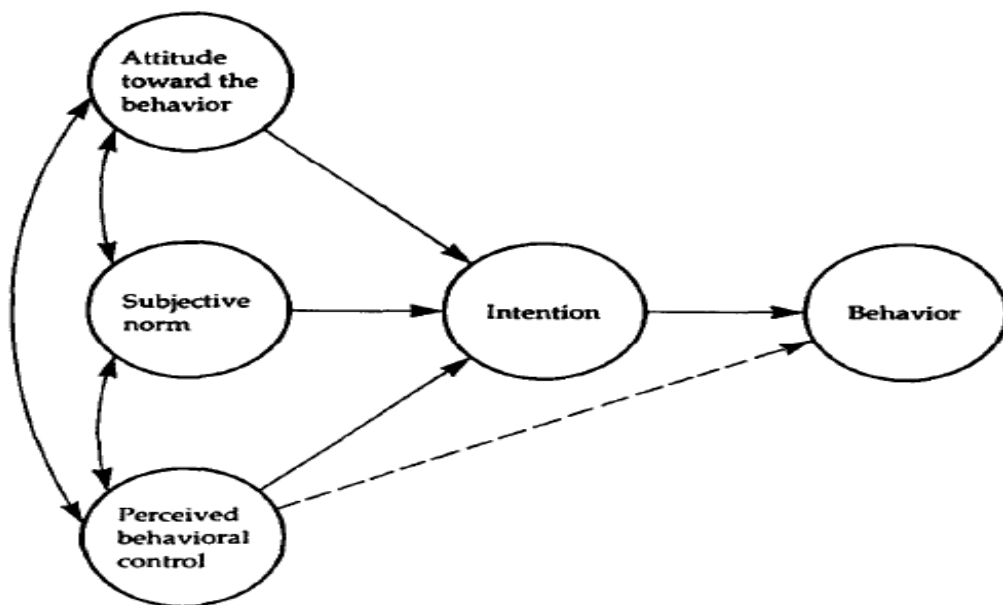 Attitude
toward the
behavior
Subjective
norm
Intention
Behavior
Perceived
behavioral
control